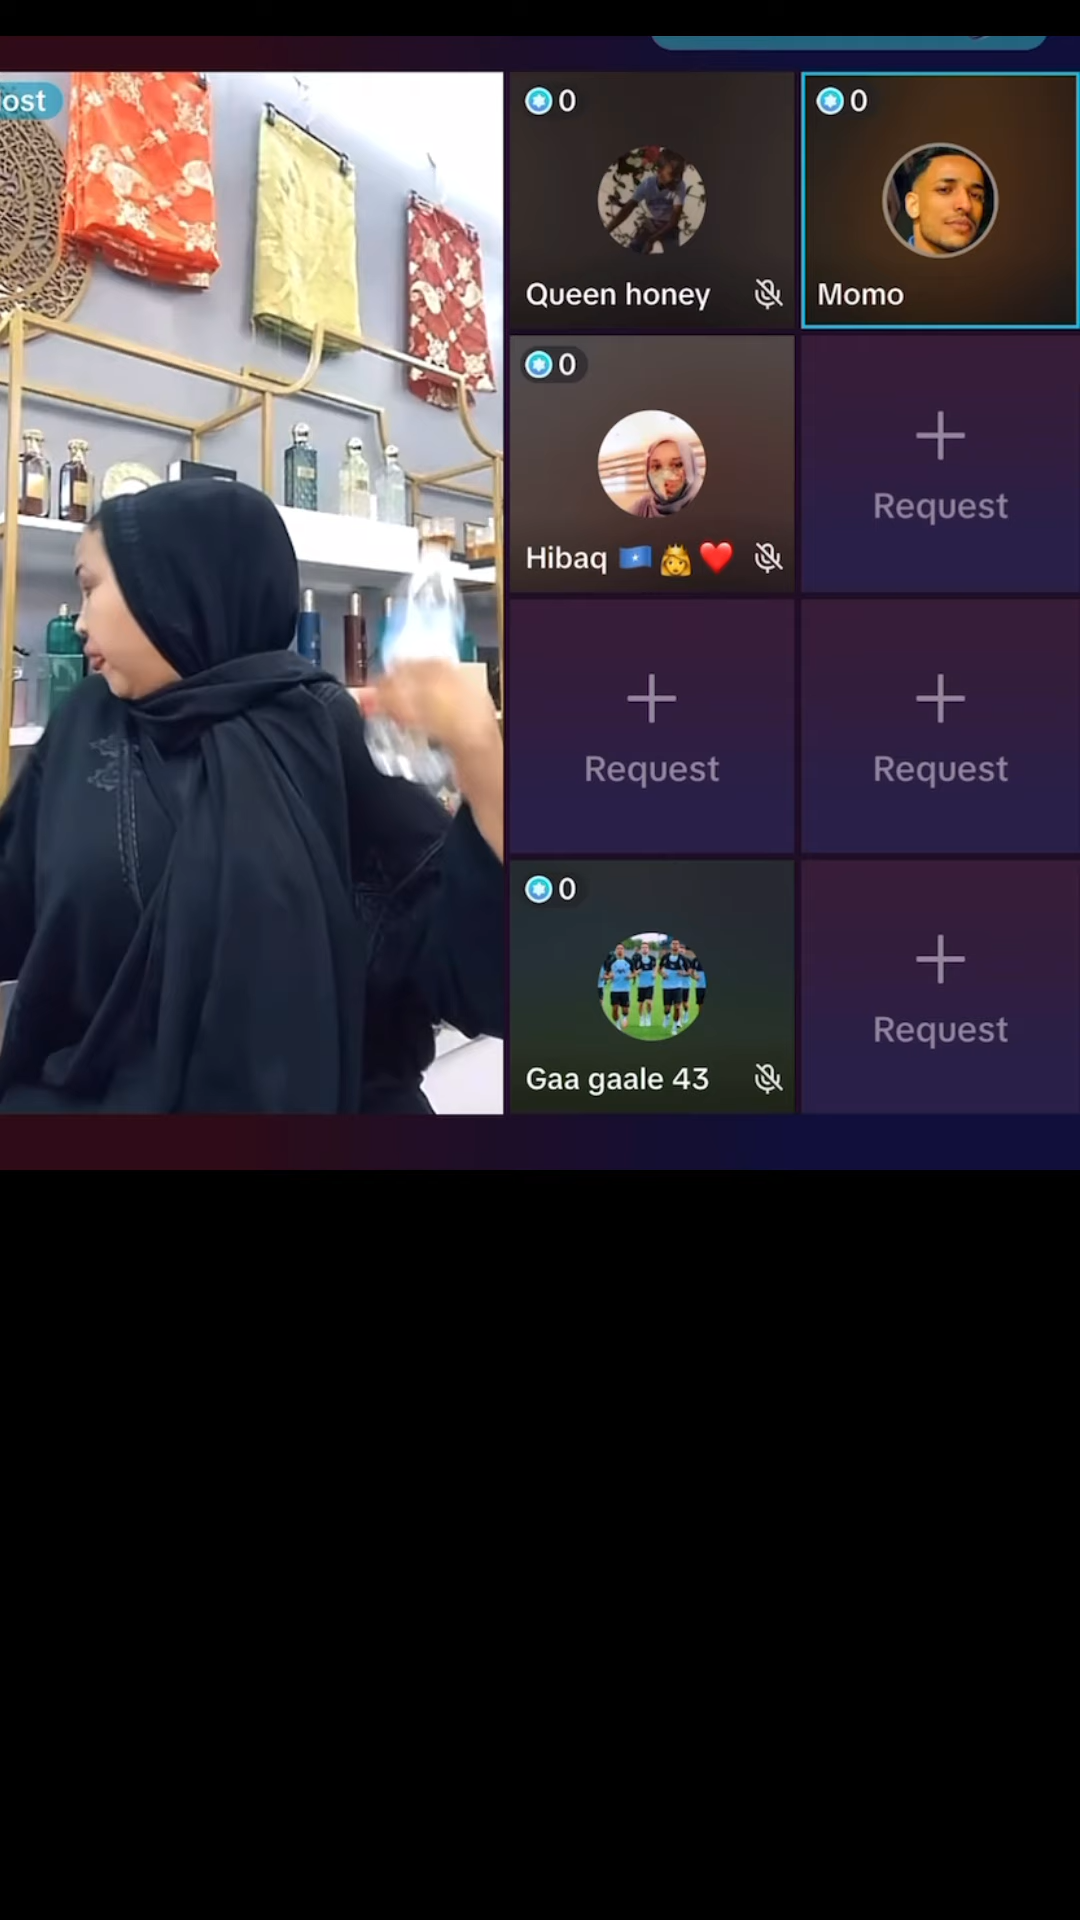 ost
0
0
Queen honey
Momo
0
Request
Hibaq 🇸🇴👸❤️
Request
Request
0
Request
Gaa gaale 43